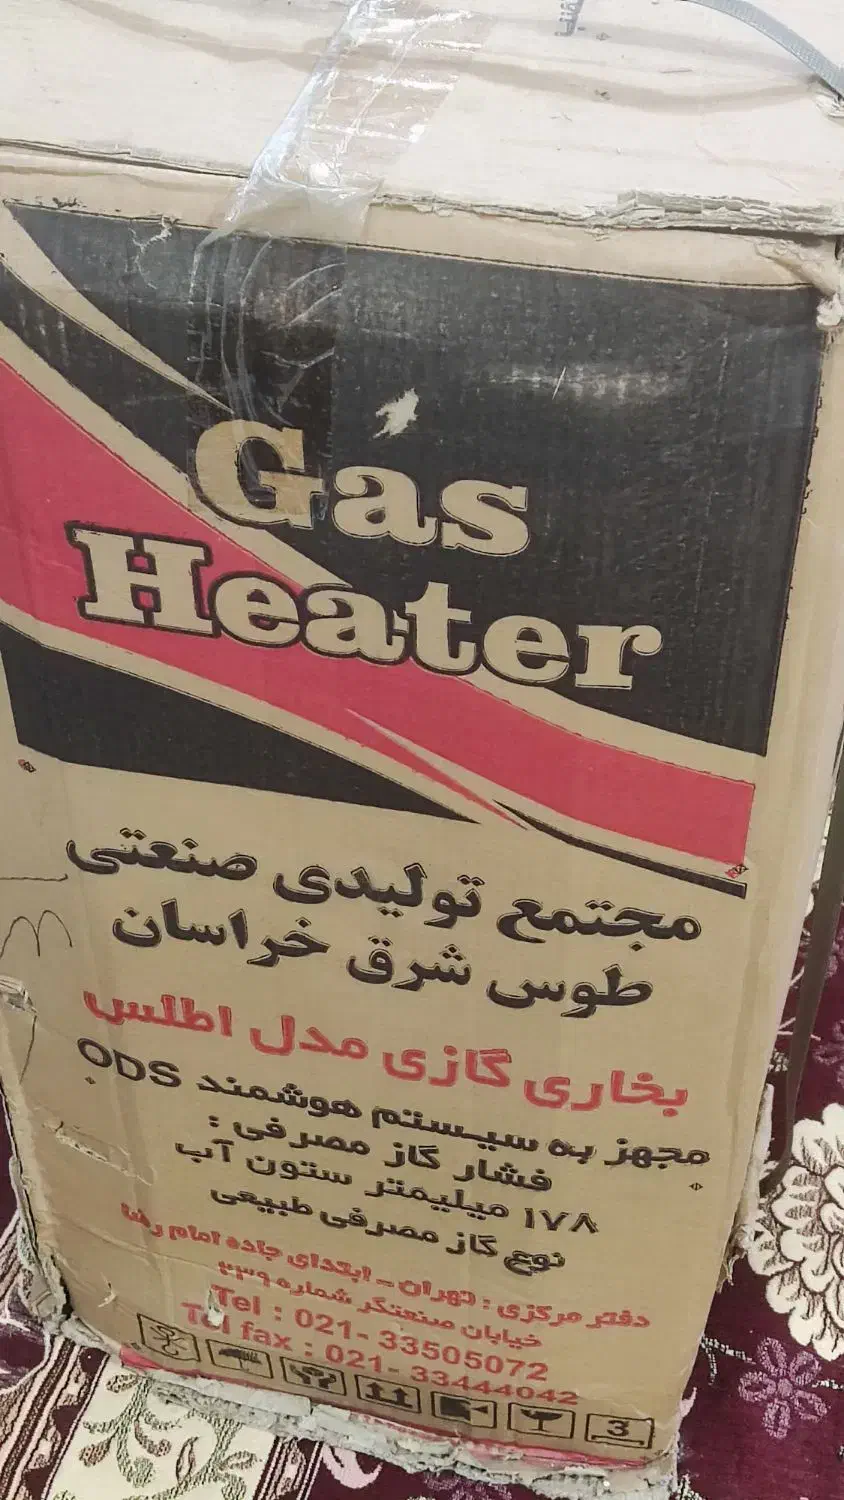 Gas
Heater
مجتمع تولیدی صنعتی
طوس شرق خراسان
بخاری گازی مدل اطلس
مجهز به سیستم هوشمند ODS
فشار گاز مصرفی :
۱۷۸ میلیمتر ستون آب
نوع گاز مصرفی طبیعی
دفتر مرکزی : تهران - ابتدای جاده امام رضا
خیابان صنعتگر شماره ۲۳۹
Tel : 021- 33505072
Tel fax : 021- 33444042
3